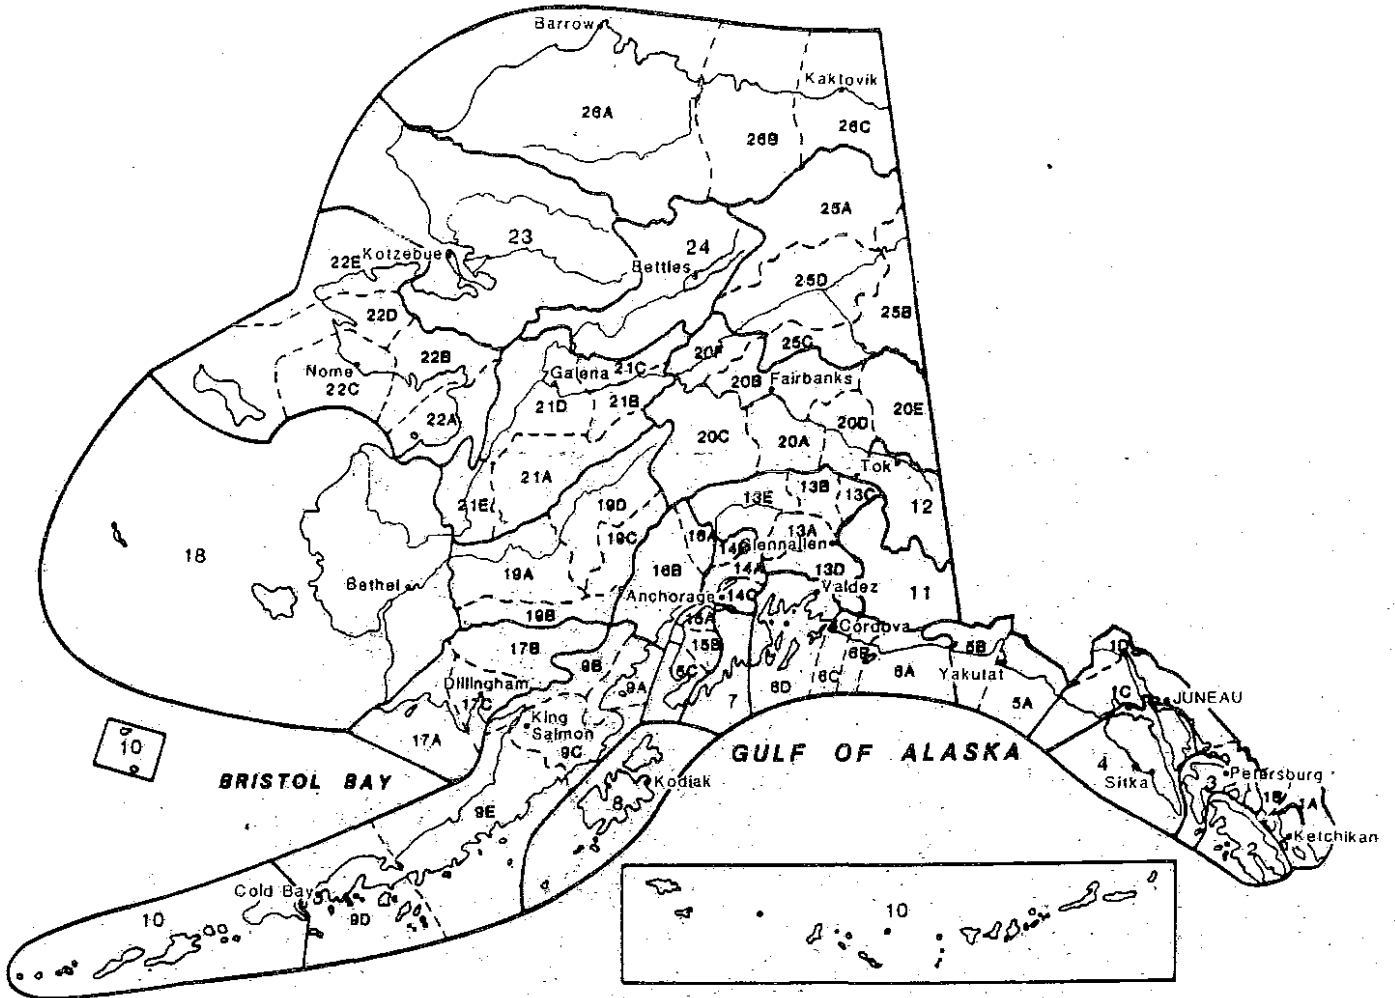 Barrow
Kaktovik
26A
26B
26C
25A
23
24
Kotzebue
22E
Bettles
25D
22D
25B
22B
25C
20F
Nome
22C
Galena
21C
20B
Fairbanks
21D
21B
22A
20E
20D
20C
20A
21A
Tok
21E
19D
13E
13B
13C
12
19C
16A
13A
14B
Glennallen
18
14A
13D
19A
16B
Bethel
Anchorage
14C
Valdez
11
19B
15A
Cordova
17B
15B
6B
5B
1D
9B
Dillingham
17C
9A
7
6D
6C
6A
Yakutat
5A
1C
JUNEAU
King
Salmon
17A
9C
10
BRISTOL BAY
GULF OF ALASKA
4
Sitka
3
Petersburg
8
Kodiak
1B
1A
9E
Ketchikan
2
Cold Bay
10
9D
10